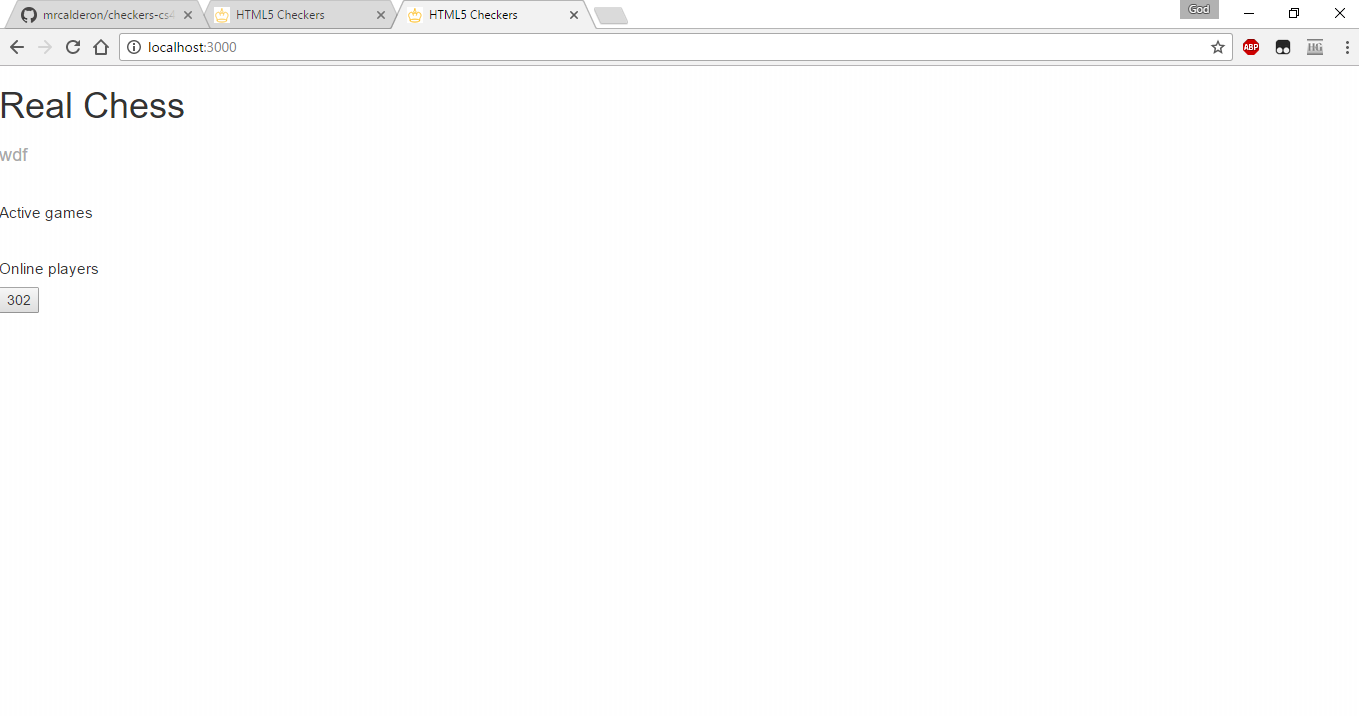 mrcalderon/checkers-cs4
HTML5 Checkers
HTML5 Checkers
God
localhost:3000
ABP
Real Chess
wdf
Active games
Online players
302